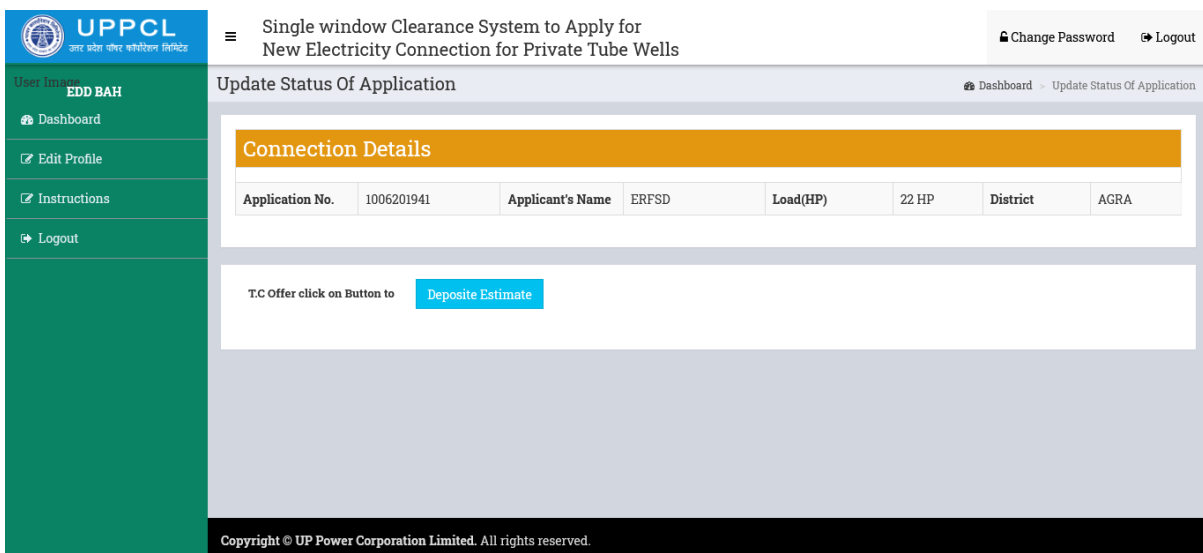 UPPCL
उत्तर प्रदेश पॉवर कॉर्पोरेशन लिमिटेड
Single window Clearance System to Apply for
New Electricity Connection for Private Tube Wells
Change Password
Logout
User Image
EDD BAH
Dashboard
Edit Profile
Instructions
Logout
Update Status Of Application
Dashboard > Update Status Of Application
Connection Details
Application No. 1006201941 Applicant's Name ERFSD Load(HP) 22 HP District AGRA
T.C Offer click on Button to Deposite Estimate
Copyright © UP Power Corporation Limited. All rights reserved.